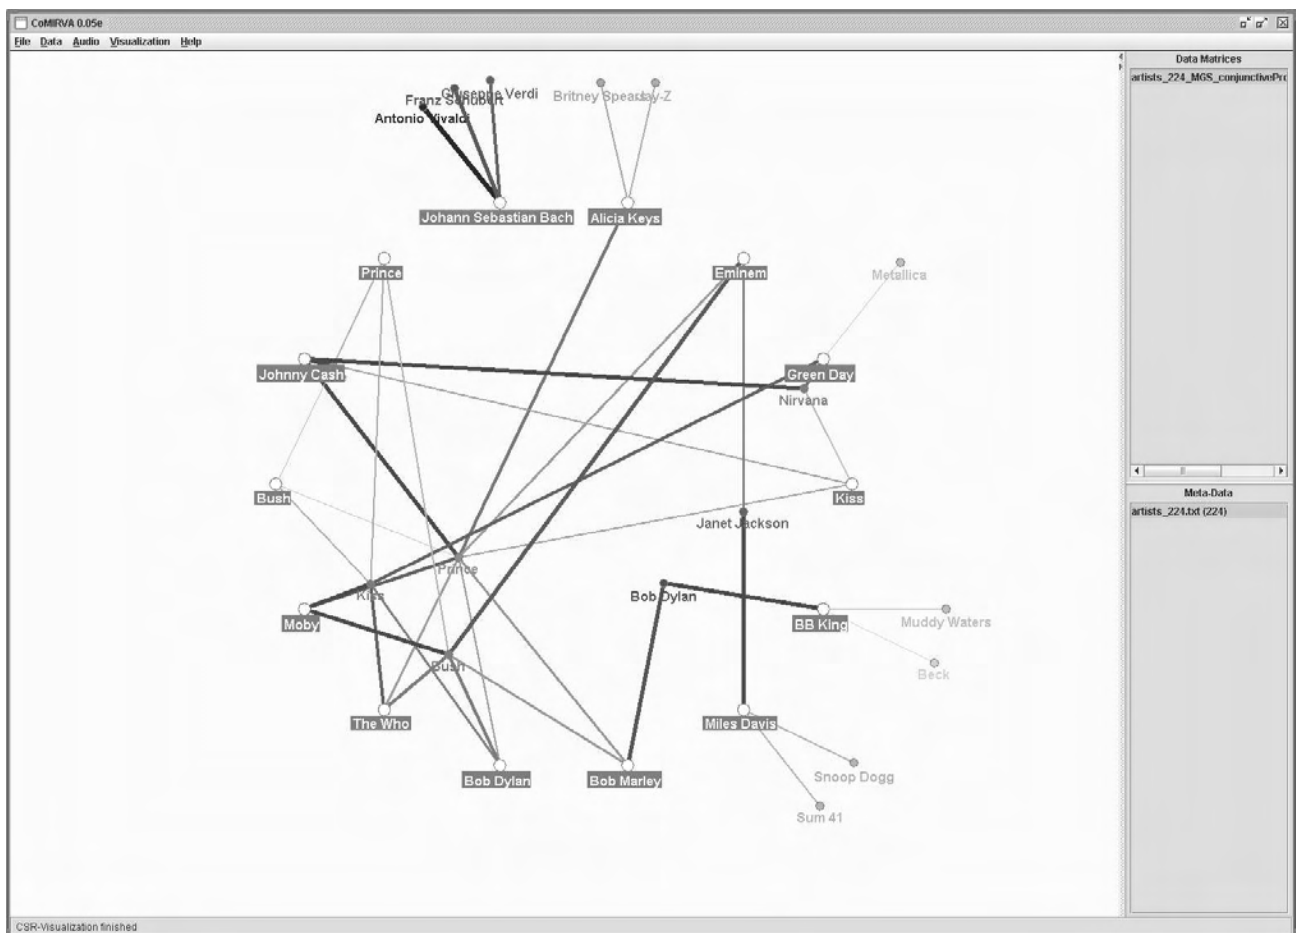 CoMIRVA 0.05e
File Data Audio Visualization Help
Data Matrices
artists_224_MGS_conjunctivePro
Giuseppe Verdi
Franz Schubert
Antonio Vivaldi
Britney Spears
Jay-Z
Johann Sebastian Bach
Alicia Keys
Prince
Eminem
Metallica
Johnny Cash
Green Day
Nirvana
Bush
Kiss
Meta-Data
artists_224.txt (224)
Janet Jackson
Prince
Kiss
Bob Dylan
Moby
BB King
Muddy Waters
Bush
Beck
The Who
Miles Davis
Bob Dylan
Bob Marley
Snoop Dogg
Sum 41
CSR-Visualization finished